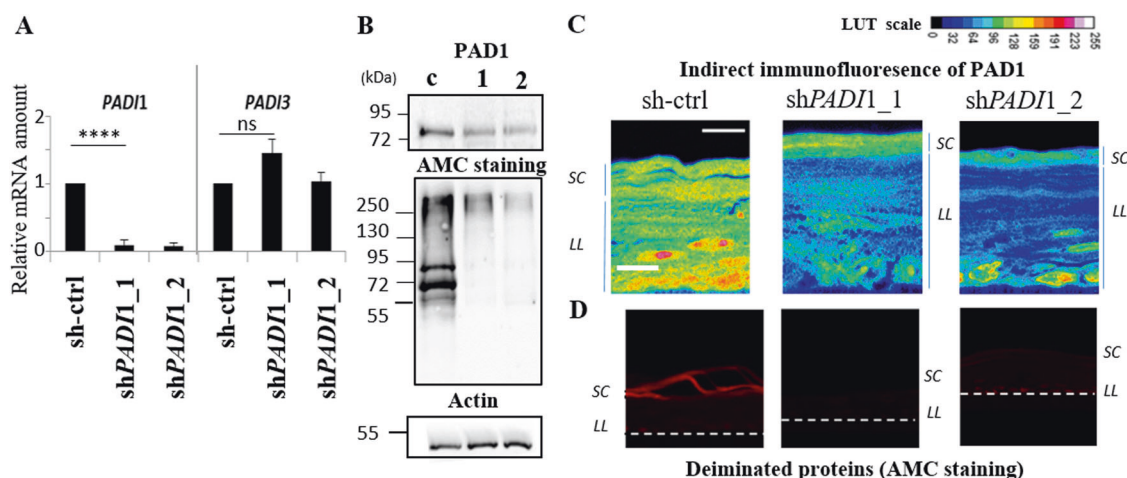 A
PADI1
PADI3
Relative mRNA amount
2
1
0
****
ns
sh-ctrl
shPADI1_1
shPADI1_2
sh-ctrl
shPADI1_1
shPADI1_2
B
PAD1
(kDa)
c 1 2
95
72
AMC staining
250
130
95
72
55
Actin
55
C
LUT scale
0 32 64 96 128 159 191 223 255
Indirect immunofluoresence of PAD1
sh-ctrl
shPADI1_1
shPADI1_2
SC
LL
SC
LL
SC
LL
D
SC
LL
SC
LL
SC
LL
Deiminated proteins (AMC staining)